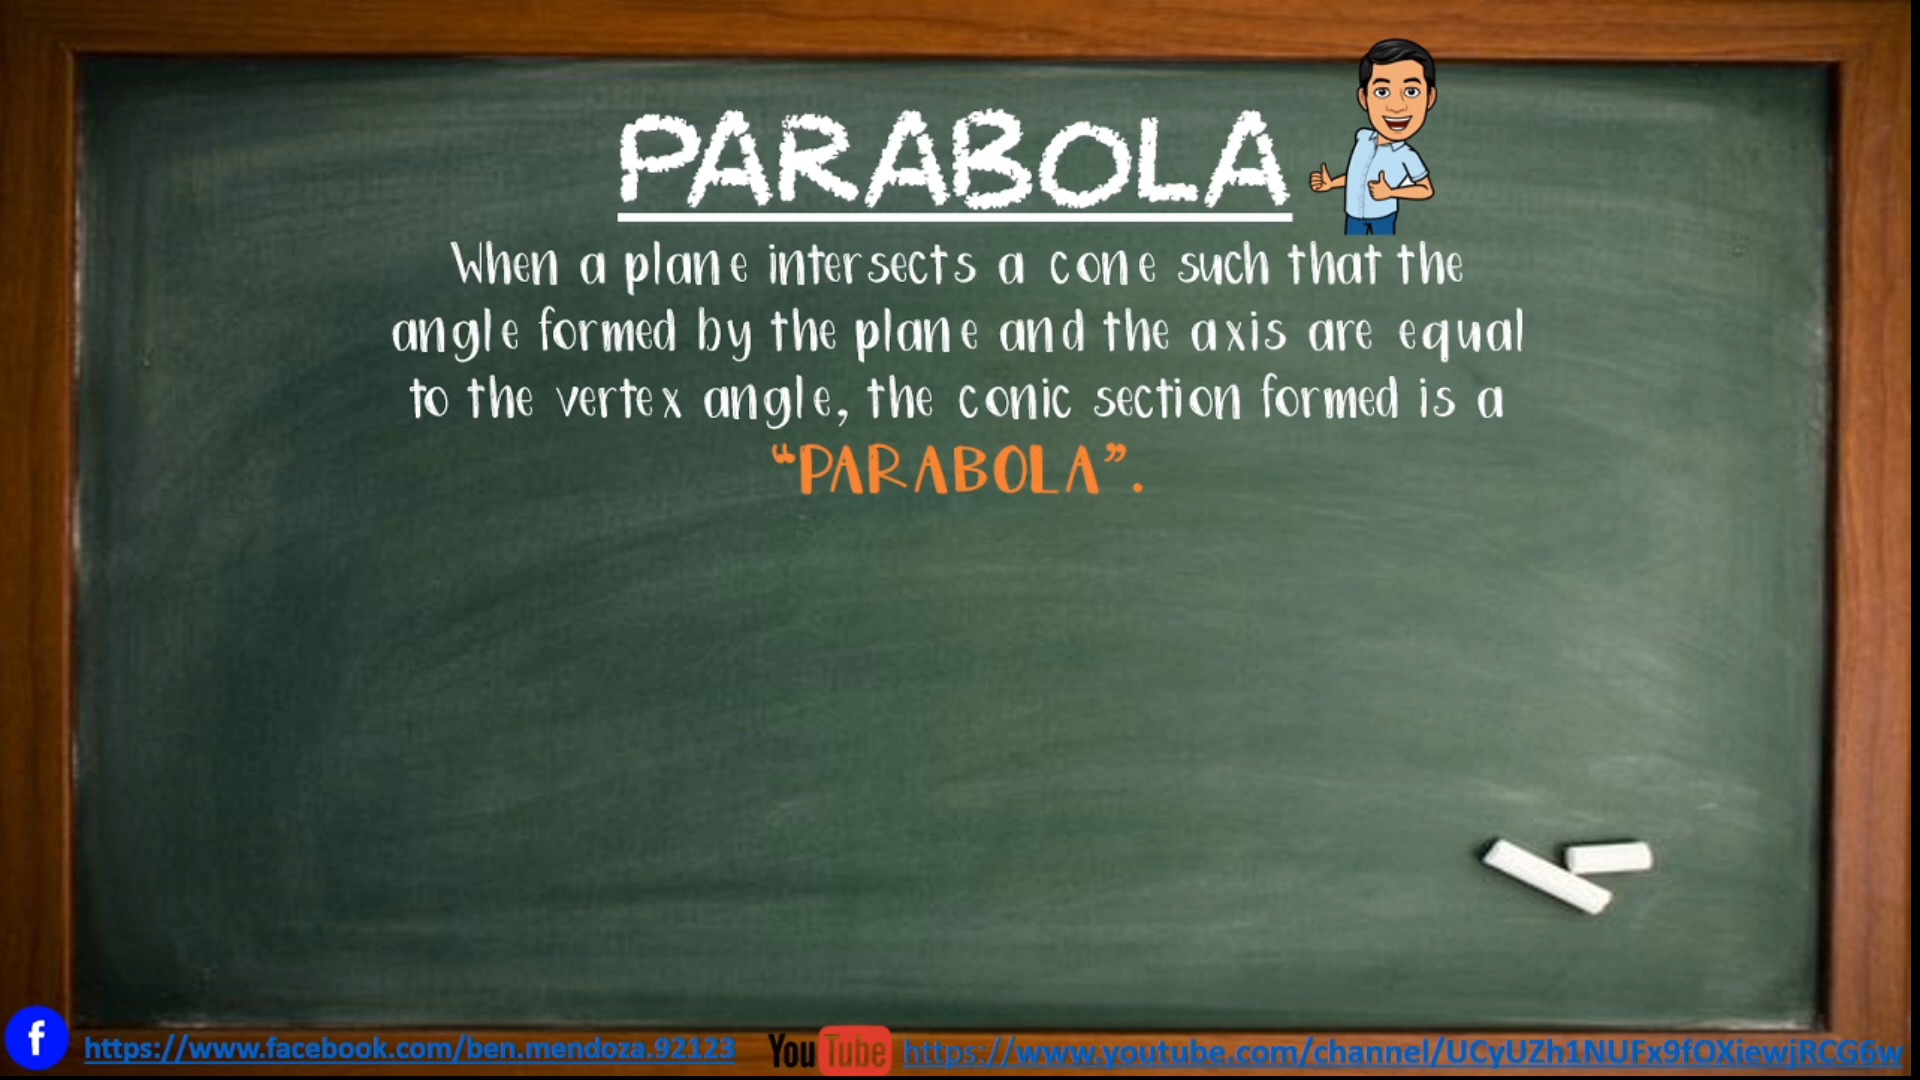 PARABOLA
When a plane intersects a cone such that the
angle formed by the plane and the axis are equal
to the vertex angle, the conic section formed is a
“PARABOLA”.
f https://www.facebook.com/ben.mendoza.92123 YouTube https://www.youtube.com/channel/UCyUZh1NUFx9fOXiewjRCG6w